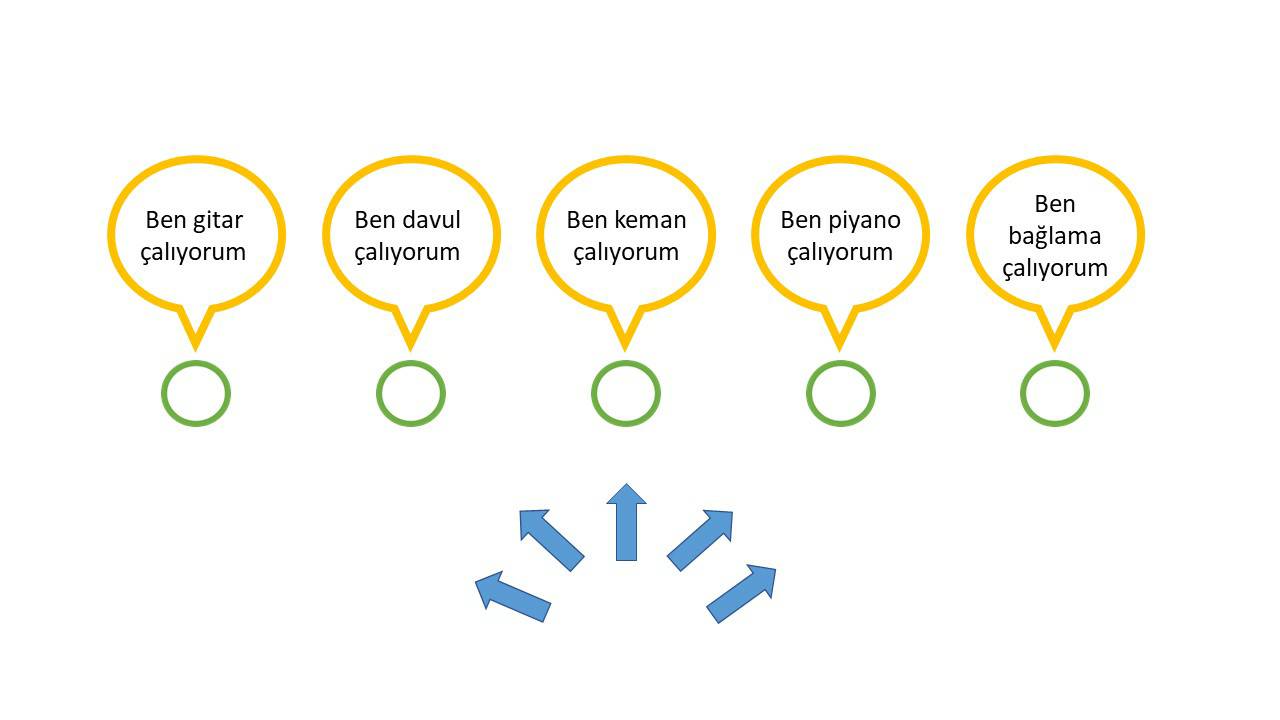 Ben gitar
çalıyorum
Ben davul
çalıyorum
Ben keman
çalıyorum
Ben piyano
çalıyorum
Ben
bağlama
çalıyorum